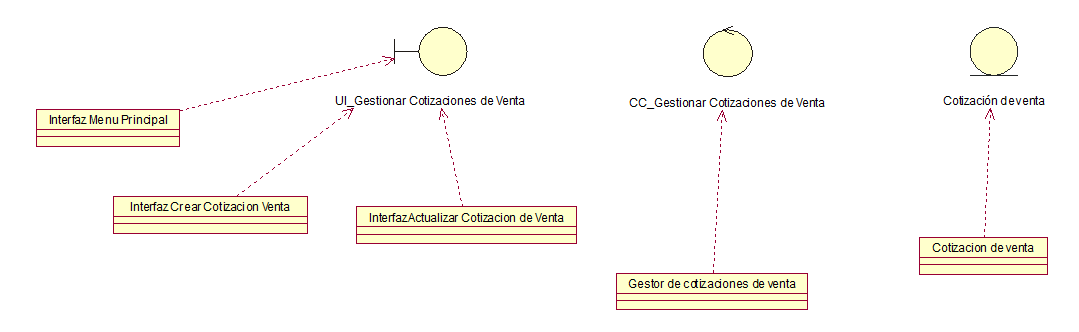 UI_Gestionar Cotizaciones de Venta
CC_Gestionar Cotizaciones de Venta
Cotización de venta
Interfaz Menu Principal
Interfaz Crear Cotizacion Venta
InterfazActualizar Cotizacion de Venta
Cotizacion de venta
Gestor de cotizaciones de venta